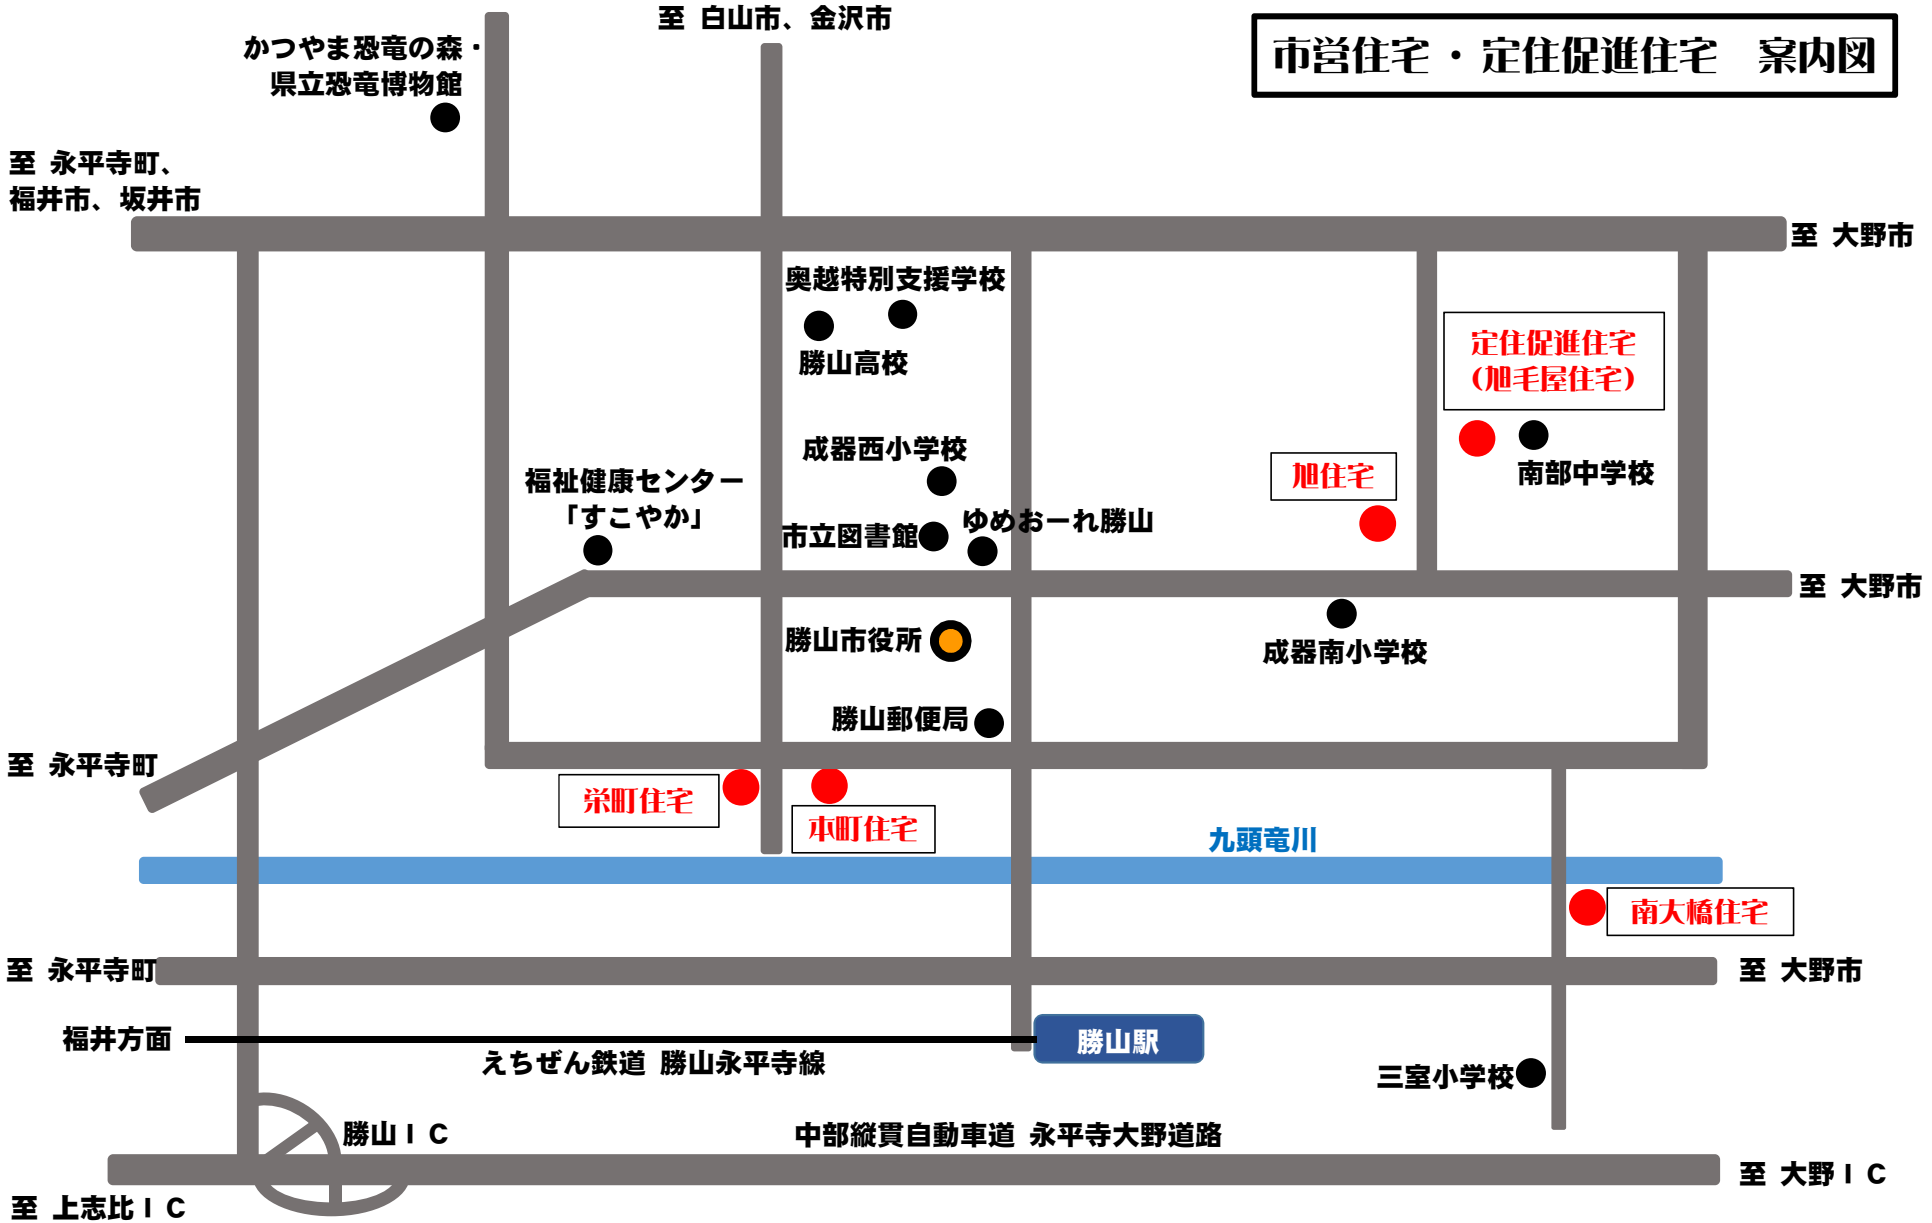 至 白山市、金沢市
市営住宅・定住促進住宅　案内図
かつやま恐竜の森・
県立恐竜博物館
至 永平寺町、
福井市、坂井市
至 大野市
奥越特別支援学校
勝山高校
定住促進住宅
(旭毛屋住宅)
成器西小学校
南部中学校
旭住宅
福祉健康センター
「すこやか」
市立図書館
ゆめおーれ勝山
至 大野市
勝山市役所
成器南小学校
勝山郵便局
至 永平寺町
栄町住宅
本町住宅
九頭竜川
南大橋住宅
至 永平寺町
至 大野市
福井方面
勝山駅
えちぜん鉄道 勝山永平寺線
三室小学校
勝山ＩＣ
中部縦貫自動車道 永平寺大野道路
至 大野ＩＣ
至 上志比ＩＣ